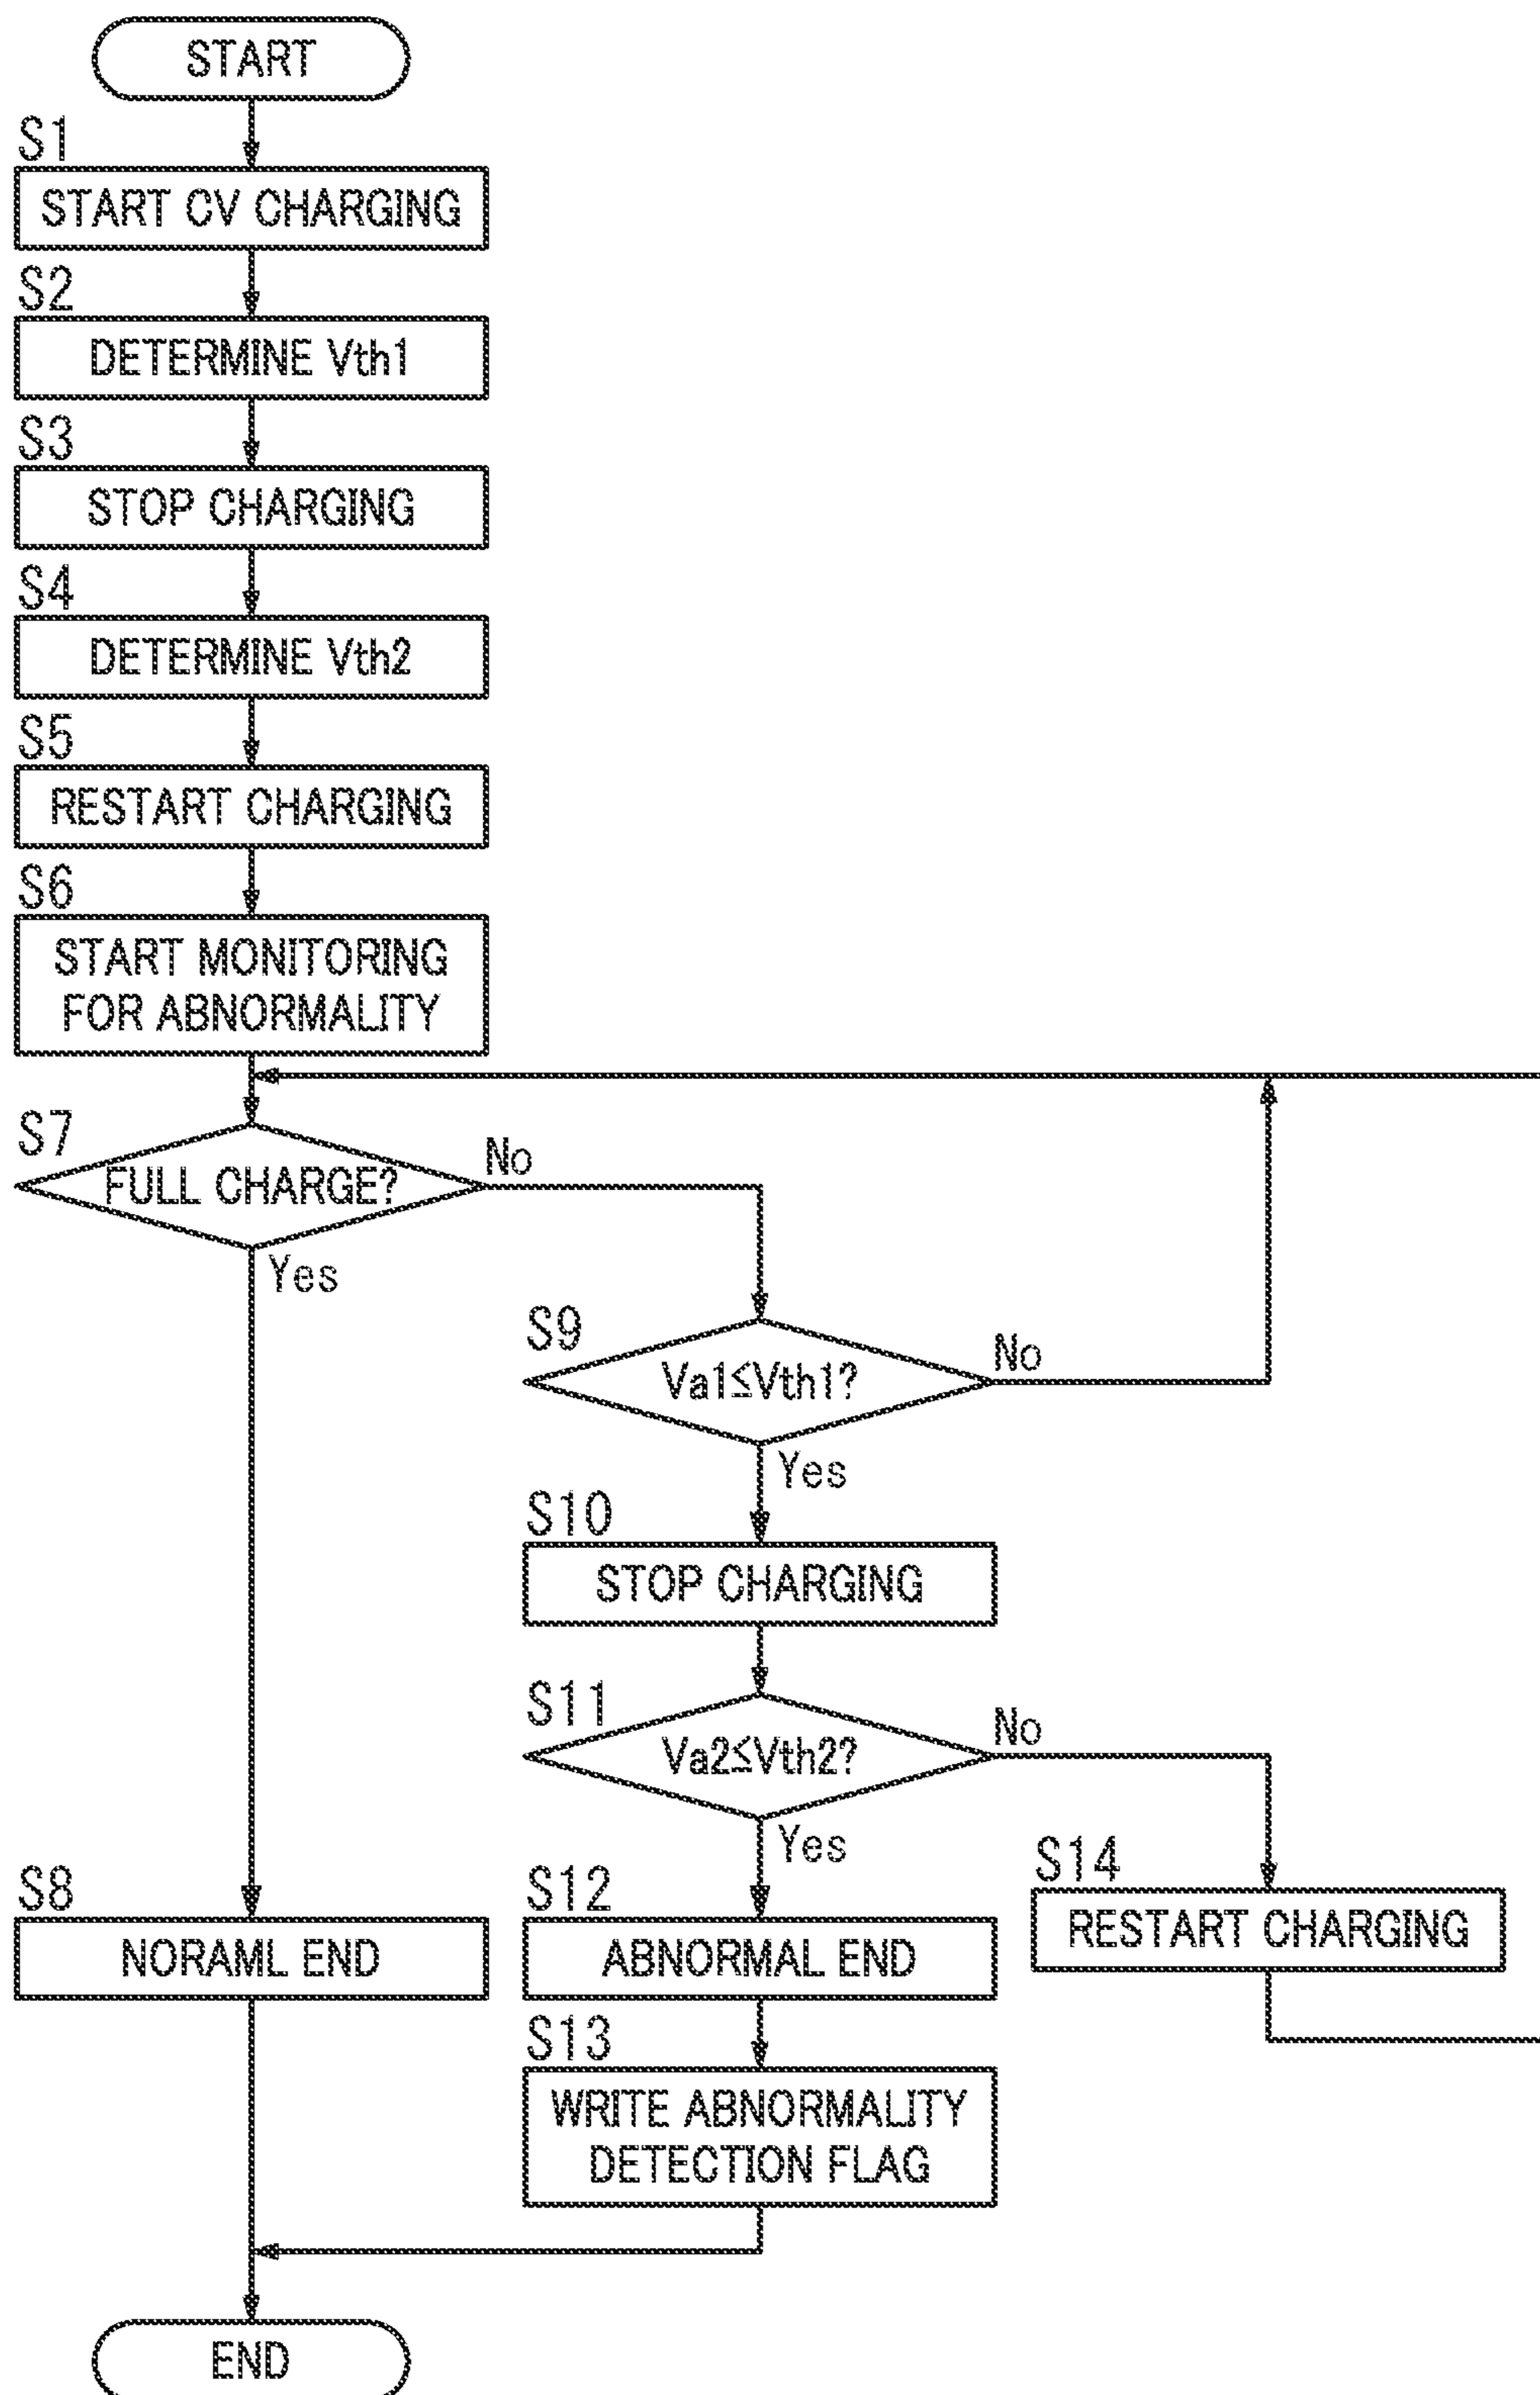 START
S1
START CV CHARGING
S2
DETERMINE Vth1
S3
STOP CHARGING
S4
DETERMINE Vth2
S5
RESTART CHARGING
S6
START MONITORING
FOR ABNORMALITY
S7
FULL CHARGE?
No
Yes
S9
Va1≤Vth1?
No
Yes
S10
STOP CHARGING
S11
Va2≤Vth2?
No
Yes
S14
RESTART CHARGING
S8
NORAML END
S12
ABNORMAL END
S13
WRITE ABNORMALITY
DETECTION FLAG
END